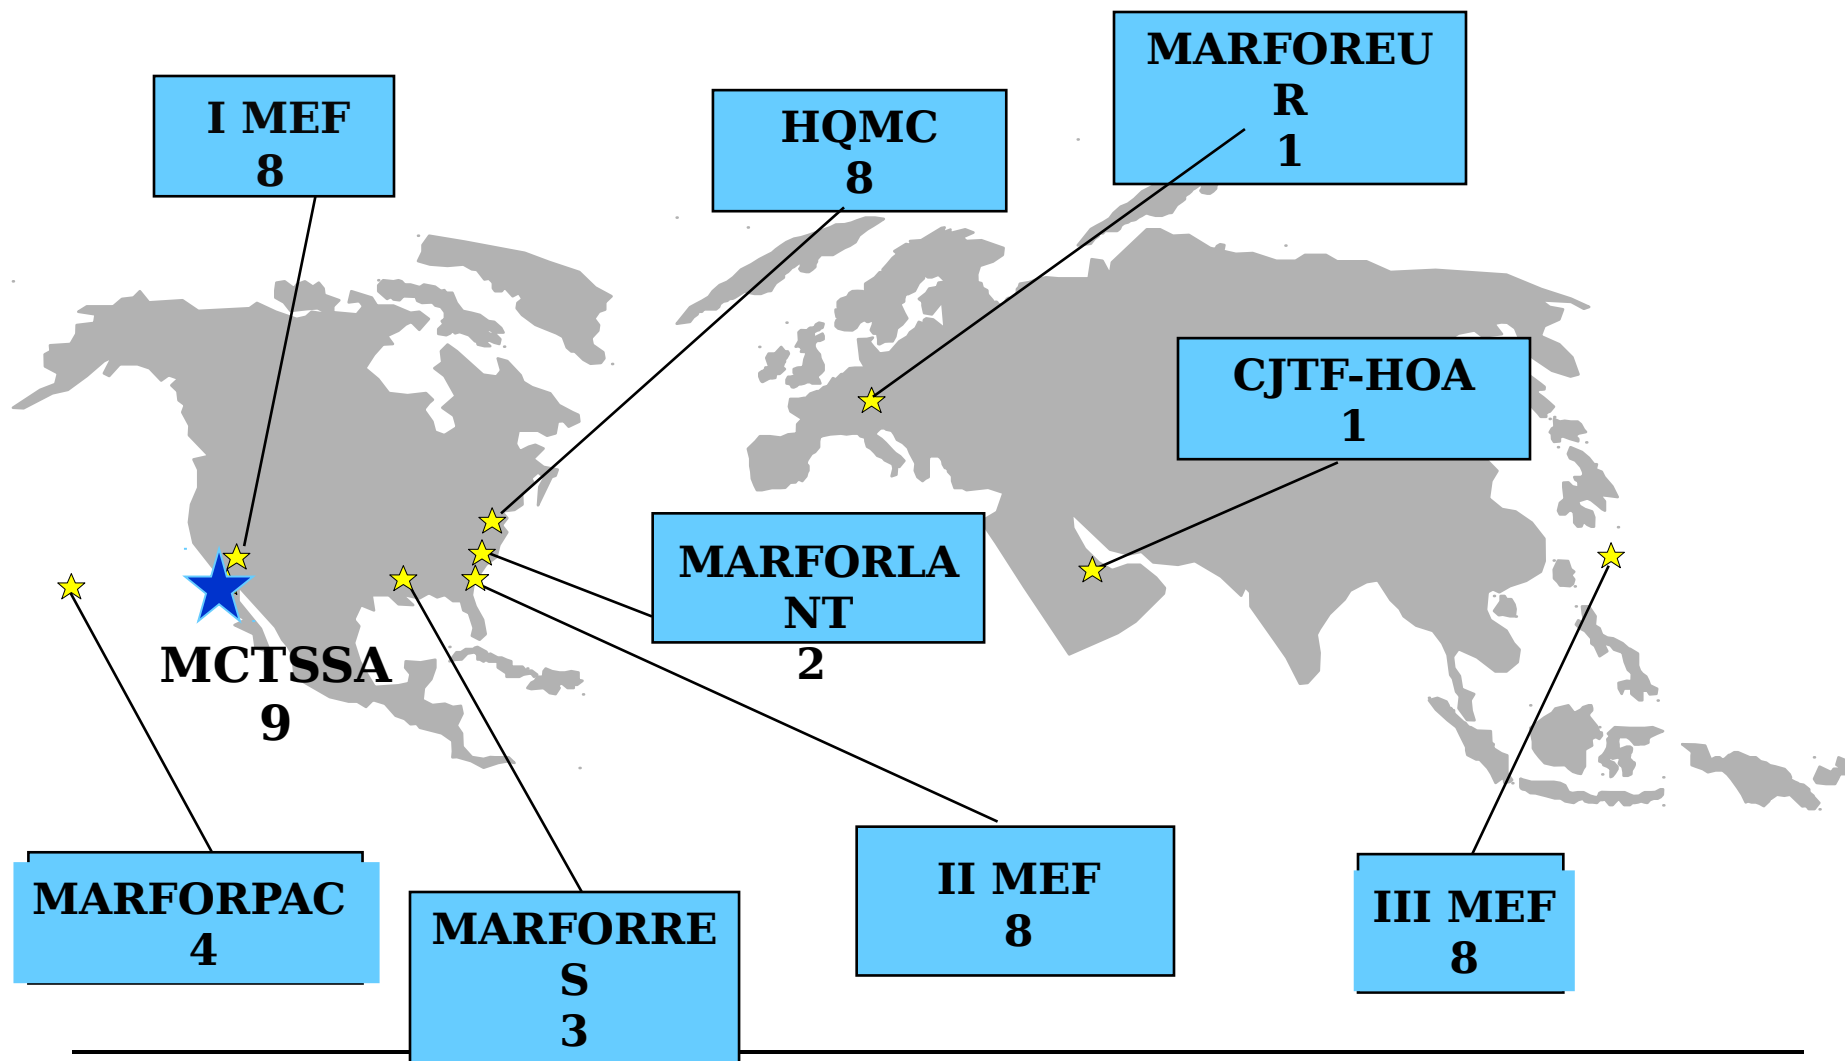 MARFOREU
R
1
I MEF
8
HQMC
8
CJTF-HOA
1
MARFORLA
NT
2
MCTSSA
9
MARFORPAC
4
MARFORRE
S
3
II MEF
8
III MEF
8